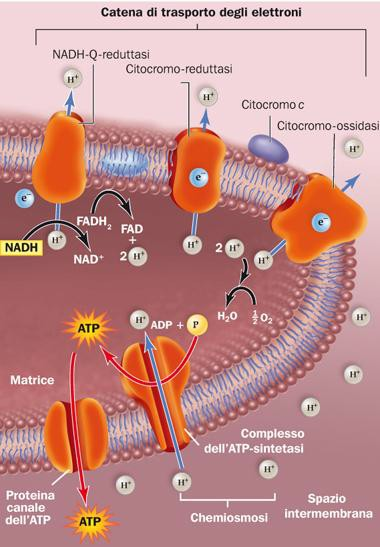 Catena di trasporto degli elettroni
NADH-Q-reduttasi
H⁺
Citocromo-reduttasi
H⁺
Citocromo c
Citocromo-ossidasi
H⁺
e⁻
e⁻
e⁻
FADH₂
FAD
+
2 H⁺
NADH
H⁺
NAD⁺
H⁺
2 H⁺
H⁺
H₂O
½ O₂
H⁺
ADP + P
ATP
H⁺
Matrice
H⁺
H⁺
Complesso
dell'ATP-sintetasi
Proteina
canale
dell'ATP
ATP
H⁺
H⁺
H⁺
Chemiosmosi
Spazio
intermembrana